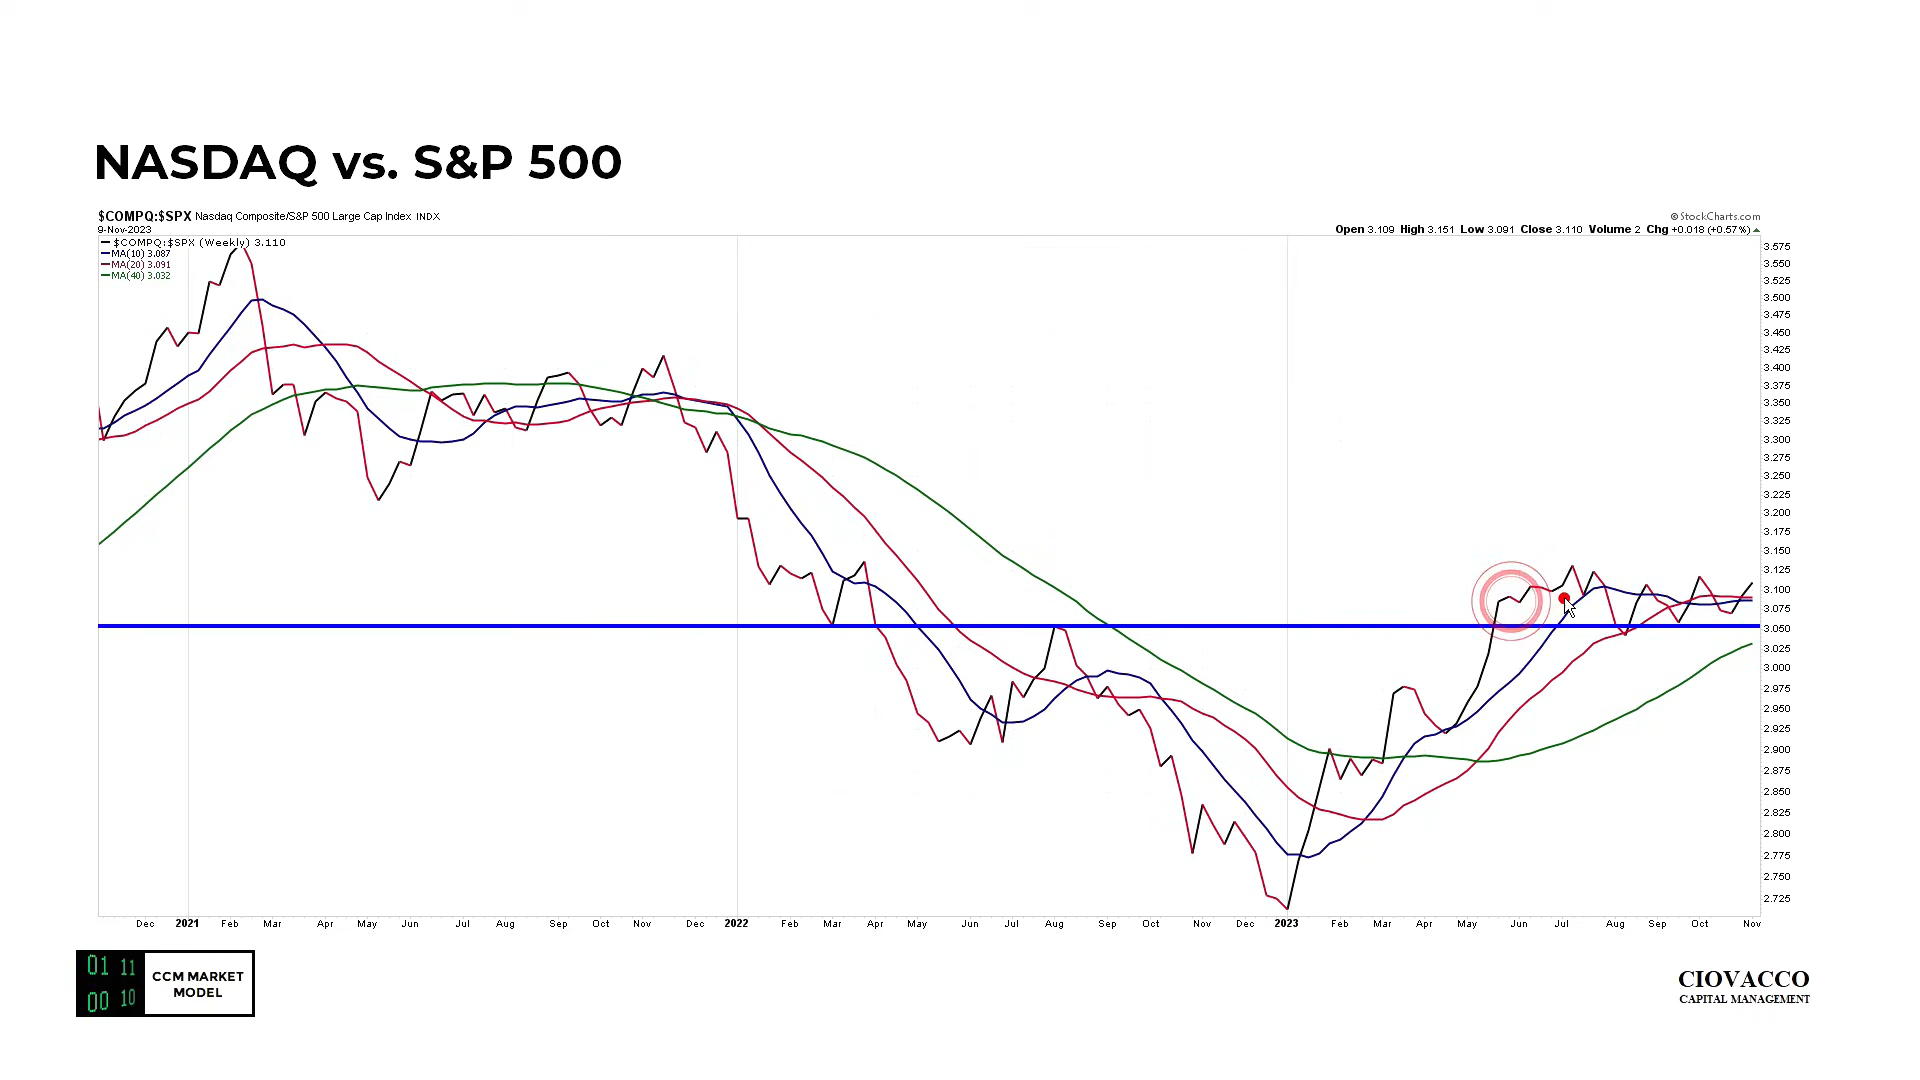 NASDAQ vs. S&P 500
$COMPQ:$SPX Nasdaq Composite/S&P 500 Large Cap Index INDX
© StockCharts.com
9-Nov-2023
Open 3.109 High 3.151 Low 3.091 Close 3.110 Volume 2 Chg +0.018 (+0.57%)
$COMPQ:$SPX (Weekly) 3.110
MA(10) 3.087
MA(20) 3.091
MA(40) 3.032
3.575
3.550
3.525
3.500
3.475
3.450
3.425
3.400
3.375
3.350
3.325
3.300
3.275
3.250
3.225
3.200
3.175
3.150
3.125
3.100
3.075
3.050
3.025
3.000
2.975
2.950
2.925
2.900
2.875
2.850
2.825
2.800
2.775
2.750
2.725
Dec 2021 Feb Mar Apr May Jun Jul Aug Sep Oct Nov Dec 2022 Feb Mar Apr May Jun Jul Aug Sep Oct Nov Dec 2023 Feb Mar Apr May Jun Jul Aug Sep Oct Nov
01 11
00 10
CCM MARKET
MODEL
CIOVACCO
CAPITAL MANAGEMENT